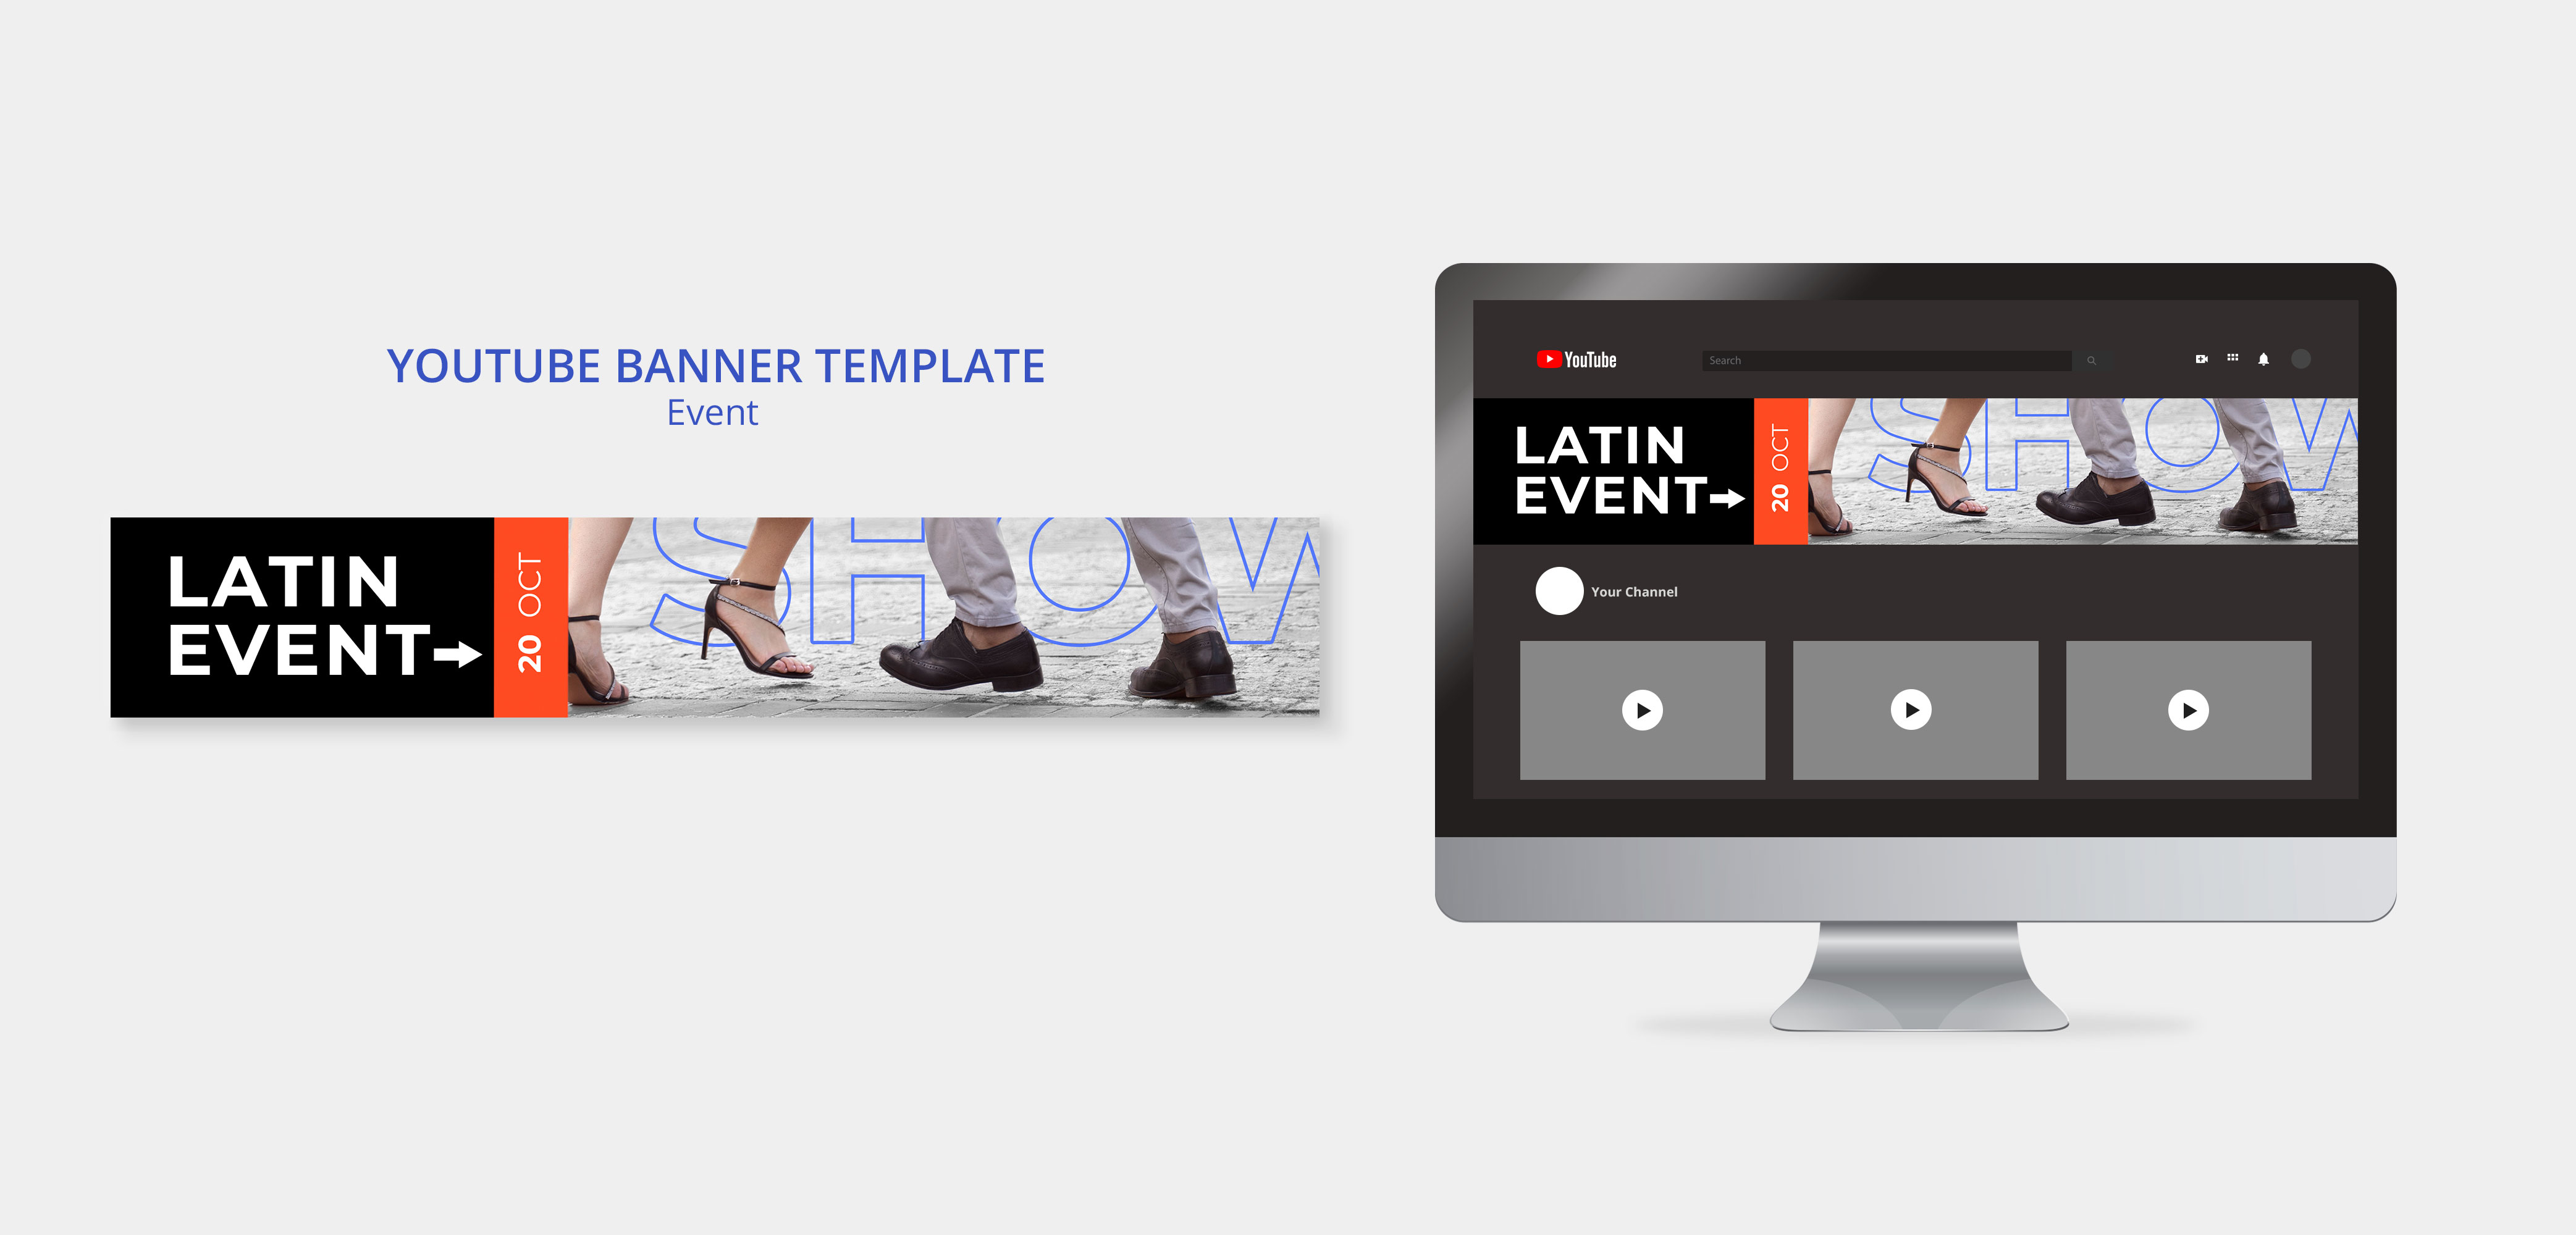 YOUTUBE BANNER TEMPLATE
Event
LATIN
EVENT
20 OCT
SHOW
YouTube
Search
LATIN
EVENT
20 OCT
SHOW
Your Channel